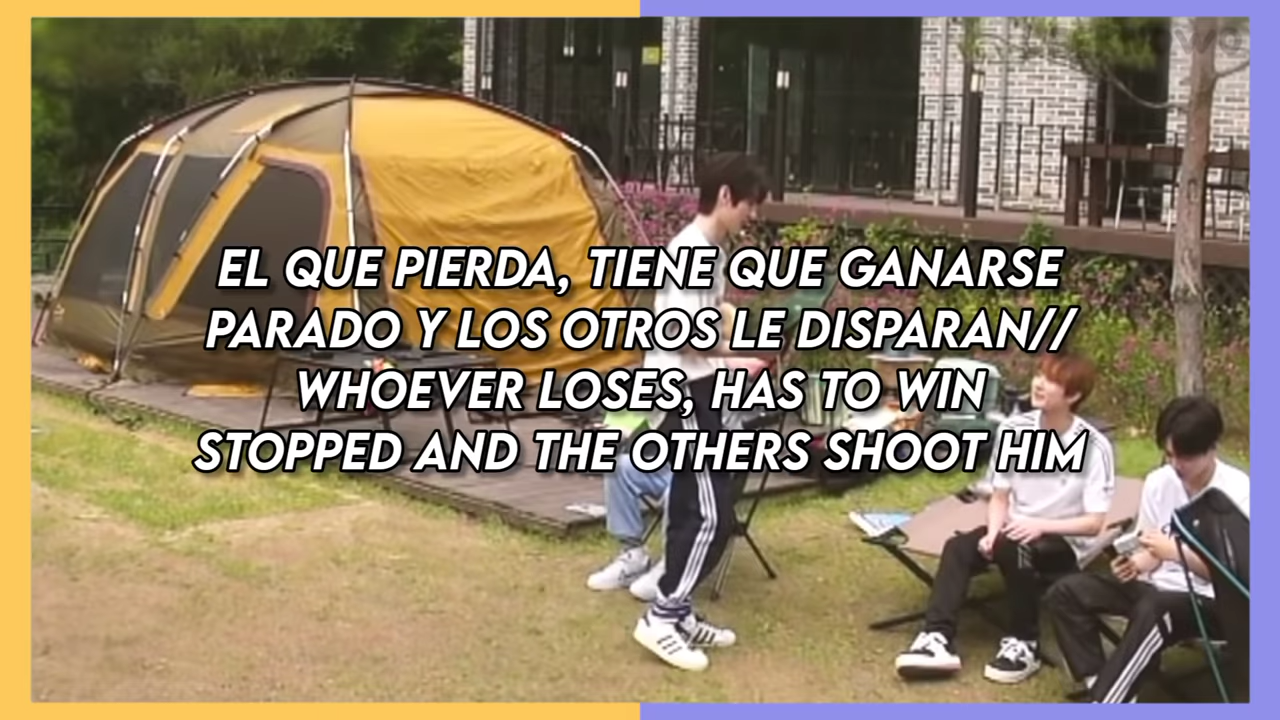 EL QUE PIERDA, TIENE QUE GANARSE
PARADO Y LOS OTROS LE DISPARAN//
WHOEVER LOSES, HAS TO WIN
STOPPED AND THE OTHERS SHOOT HIM